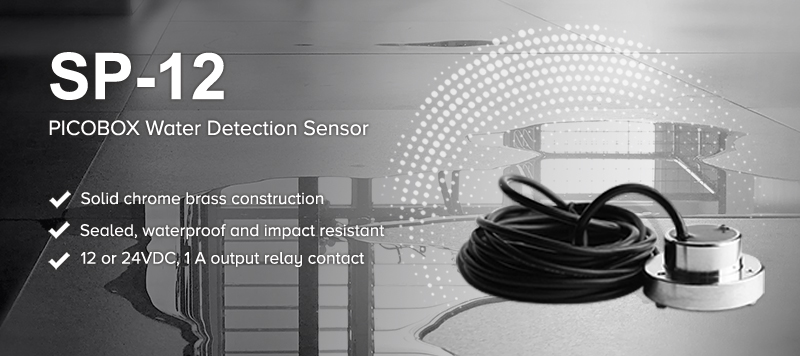 SP-12
PICOBOX Water Detection Sensor
Solid chrome brass construction
Sealed, waterproof and impact resistant
12 or 24VDC, 1 A output relay contact